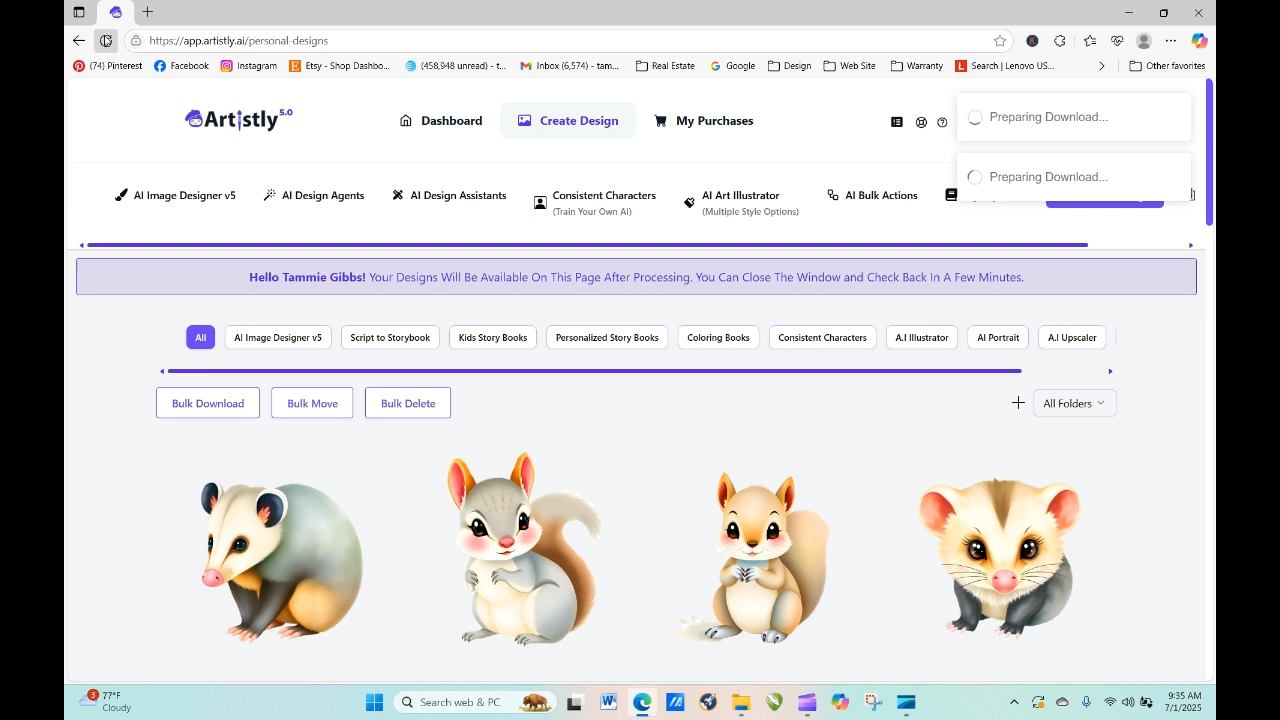 https://app.artistly.ai/personal-designs
(74) Pinterest
Facebook
Instagram
Etsy - Shop Dashbo...
(458,948 unread) - t...
Inbox (6,574) - tam...
Real Estate
Google
Design
Web Site
Warranty
Search | Lenovo US...
Other favorites
Artistly 5.0
Dashboard
Create Design
My Purchases
Preparing Download...
Preparing Download...
AI Image Designer v5
AI Design Agents
AI Design Assistants
Consistent Characters
(Train Your Own AI)
AI Art Illustrator
(Multiple Style Options)
AI Bulk Actions
Hello Tammie Gibbs! Your Designs Will Be Available On This Page After Processing. You Can Close The Window and Check Back In A Few Minutes.
All
AI Image Designer v5
Script to Storybook
Kids Story Books
Personalized Story Books
Coloring Books
Consistent Characters
A.I Illustrator
AI Portrait
A.I Upscaler
Bulk Download
Bulk Move
Bulk Delete
All Folders
3
77°F
Cloudy
Search web & PC
9:35 AM
7/1/2025